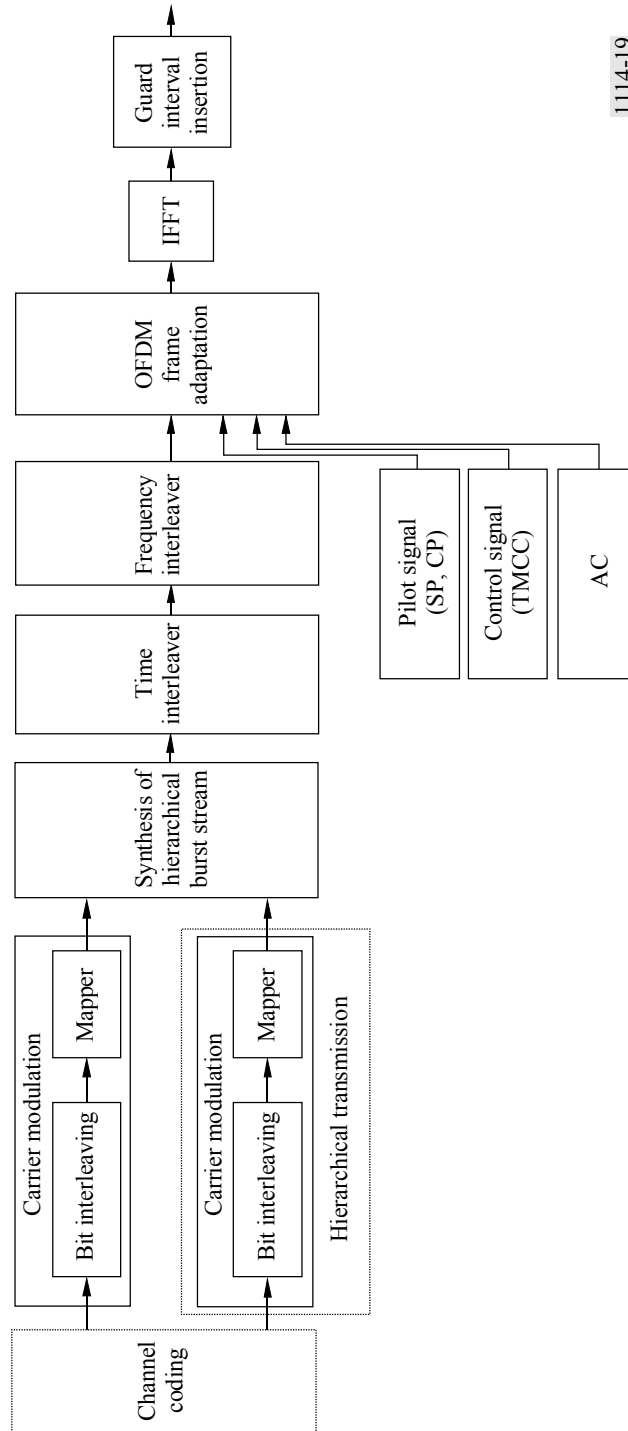 Channel
coding
Carrier modulation
Bit interleaving
Mapper
Carrier modulation
Bit interleaving
Mapper
Hierarchical transmission
Synthesis of
hierarchical
burst stream
Time
interleaver
Frequency
interleaver
Pilot signal
(SP, CP)
Control signal
(TMCC)
AC
OFDM
frame
adaptation
IFFT
Guard
interval
insertion
1114-19